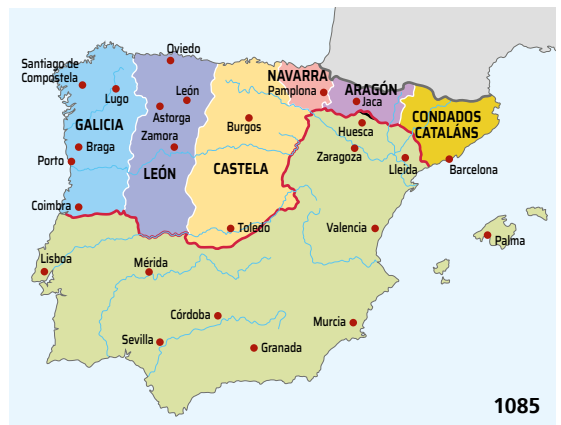 Oviedo
Santiago de
Compostela
Lugo
León
Astorga
GALICIA
Zamora
Braga
Porto
LEÓN
Coimbra
Burgos
CASTELA
Toledo
NAVARRA
Pamplona
ARAGÓN
Jaca
CONDADOS
CATALÁNS
Huesca
Zaragoza
Lleida
Barcelona
Lisboa
Mérida
Valencia
Palma
Córdoba
Sevilla
Granada
Murcia
1085